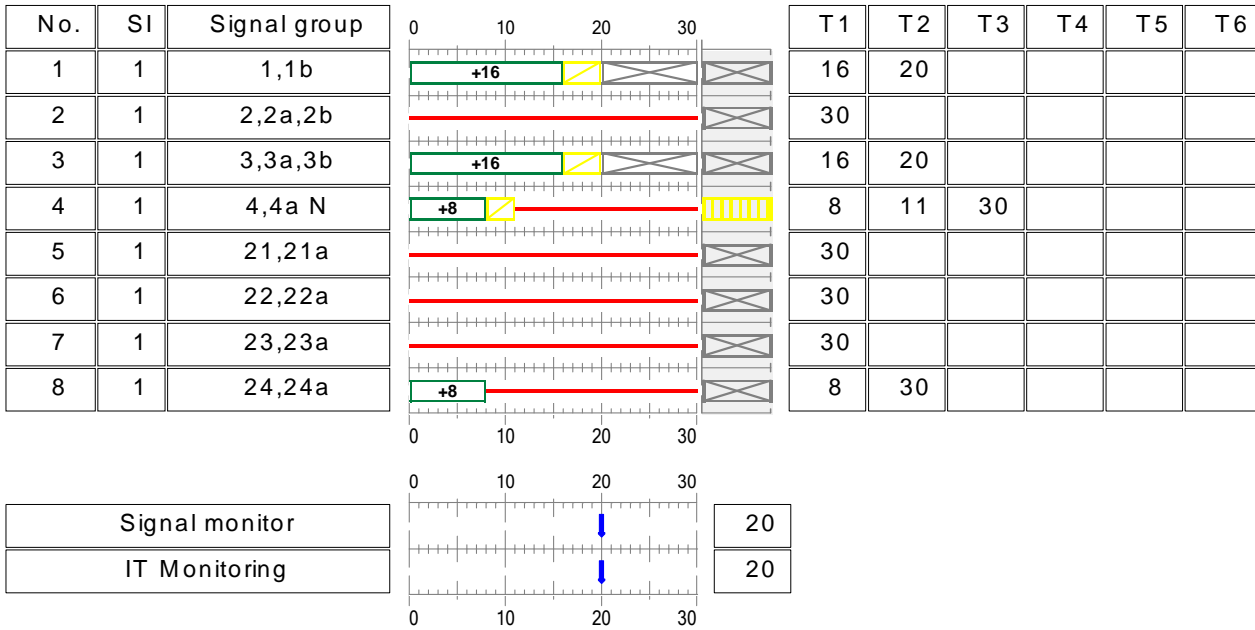 No. SI Signal group 0 10 20 30 T1 T2 T3 T4 T5 T6
1 1 1,1b +16 16 20
2 1 2,2a,2b 30
3 1 3,3a,3b +16 16 20
4 1 4,4a N +8 8 11 30
5 1 21,21a 30
6 1 22,22a 30
7 1 23,23a 30
8 1 24,24a +8 8 30
0 10 20 30
0 10 20 30
Signal monitor 20
IT Monitoring 20
0 10 20 30